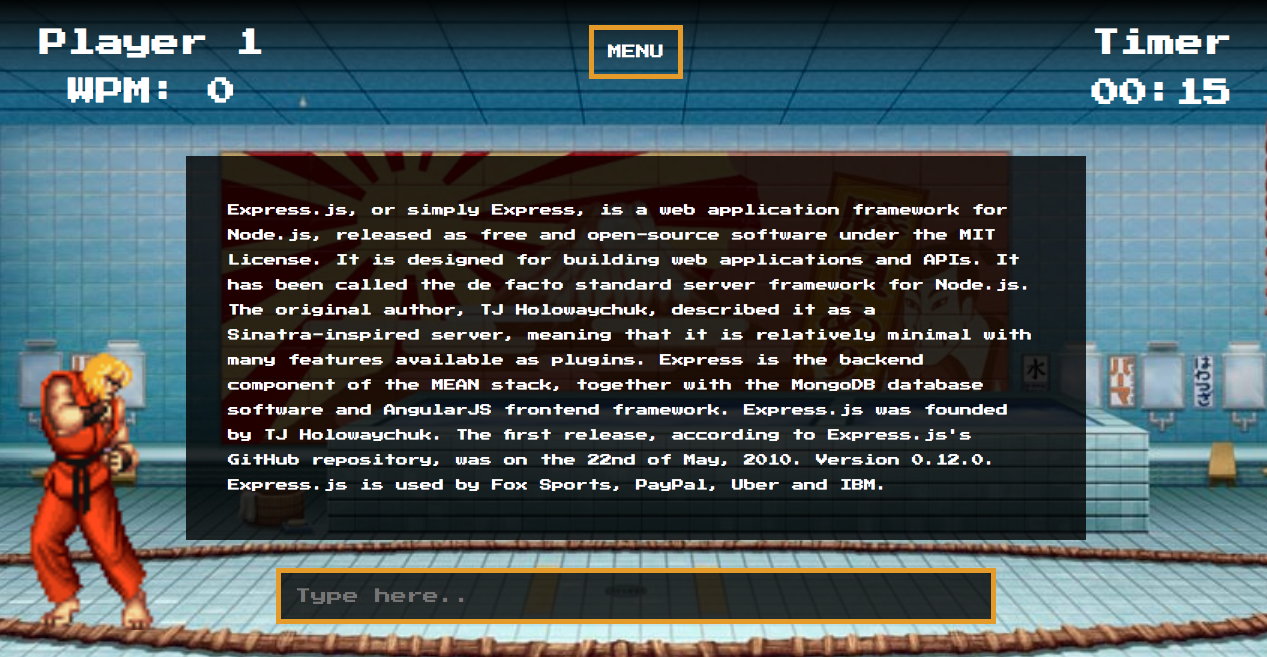 Player 1
WPM: 0
MENU
Timer
00:15
Express.js, or simply Express, is a web application framework for
Node.js, released as free and open-source software under the MIT
License. It is designed for building web applications and APIs. It
has been called the de facto standard server framework for Node.js.
The original author, TJ Holowaychuk, described it as a
Sinatra-inspired server, meaning that it is relatively minimal with
many features available as plugins. Express is the backend
component of the MEAN stack, together with the MongoDB database
software and AngularJS frontend framework. Express.js was founded
by TJ Holowaychuk. The first release, according to Express.js's
GitHub repository, was on the 22nd of May, 2010. Version 0.12.0.
Express.js is used by Fox Sports, PayPal, Uber and IBM.
水
Type here..